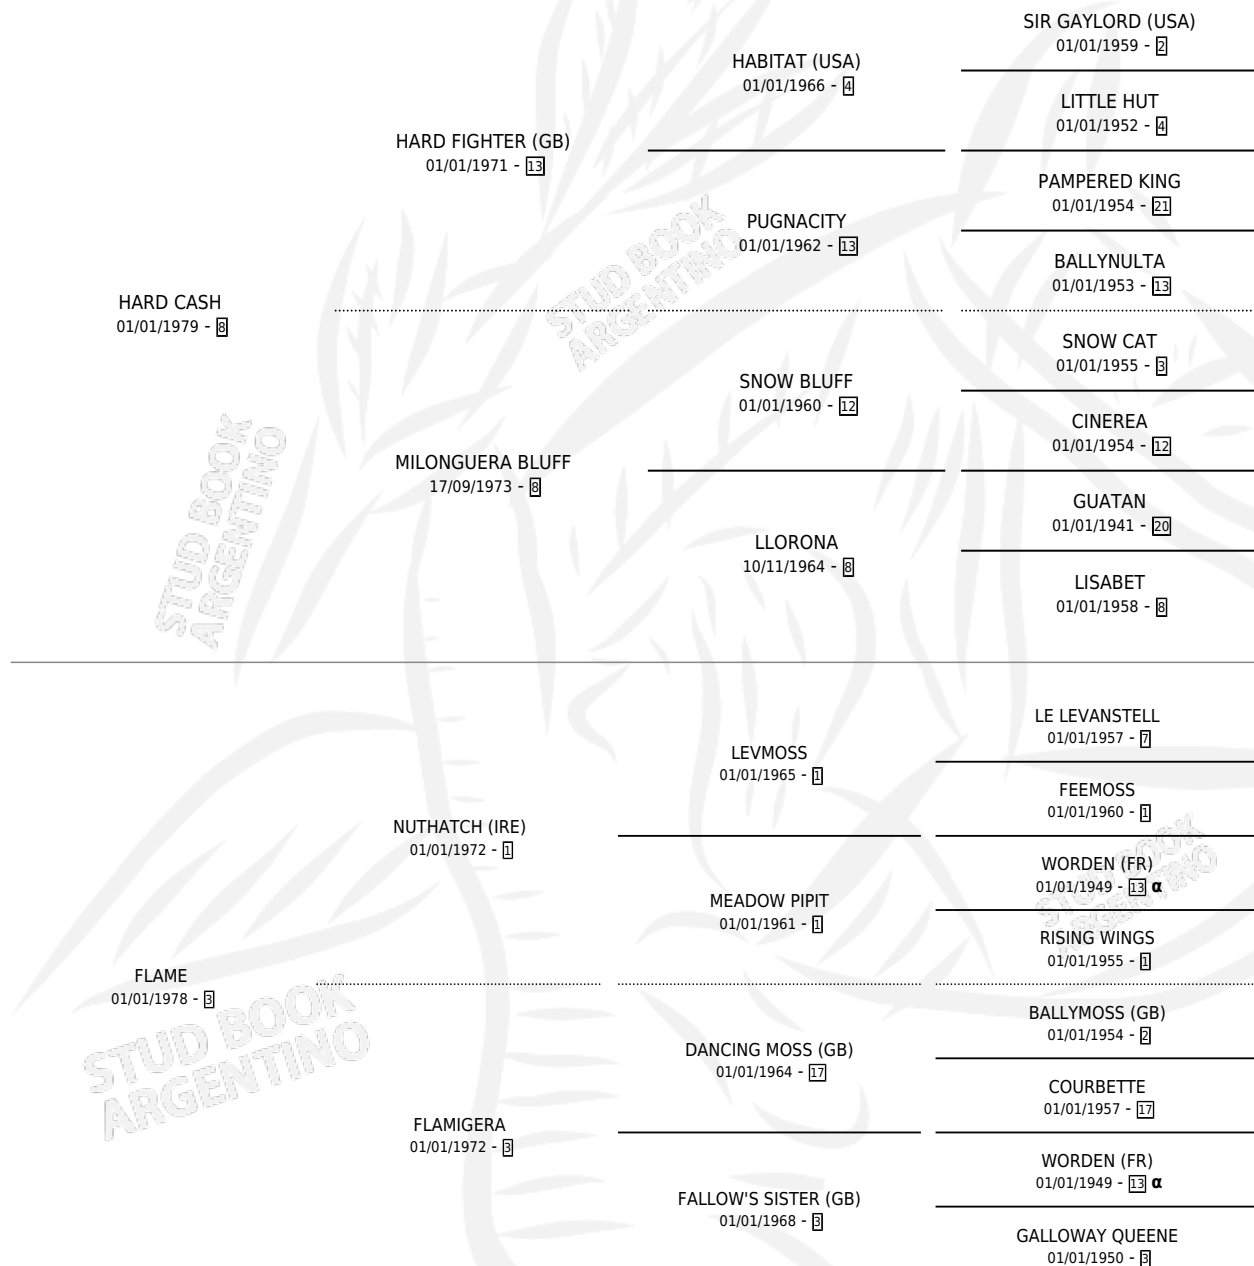 SIR GAYLORD (USA)
01/01/1959 - 2
HABITAT (USA)
01/01/1966 - 4
LITTLE HUT
01/01/1952 - 4
HARD FIGHTER (GB)
01/01/1971 - 13
PAMPERED KING
01/01/1954 - 21
PUGNACITY
01/01/1962 - 13
BALLYNULTA
01/01/1953 - 13
HARD CASH
01/01/1979 - 8
SNOW CAT
01/01/1955 - 3
SNOW BLUFF
01/01/1960 - 12
CINEREA
01/01/1954 - 12
MILONGUERA BLUFF
17/09/1973 - 8
GUATAN
01/01/1941 - 20
LLORONA
10/11/1964 - 8
LISABET
01/01/1958 - 8
LE LEVANSTELL
01/01/1957 - 7
LEVMOSS
01/01/1965 - 1
FEEMOSS
01/01/1960 - 1
NUTHATCH (IRE)
01/01/1972 - 1
WORDEN (FR)
01/01/1949 - 13 α
MEADOW PIPIT
01/01/1961 - 1
RISING WINGS
01/01/1955 - 1
FLAME
01/01/1978 - 3
BALLYMOSS (GB)
01/01/1954 - 2
DANCING MOSS (GB)
01/01/1964 - 17
COURBETTE
01/01/1957 - 17
FLAMIGERA
01/01/1972 - 3
WORDEN (FR)
01/01/1949 - 13 α
FALLOW'S SISTER (GB)
01/01/1968 - 3
GALLOWAY QUEENE
01/01/1950 - 3
STUD BOOK
ARGENTINO
STUD BOOK
ARGENTINO
STUD BOOK
ARGENTINO
STUD BOOK
ARGENTINO